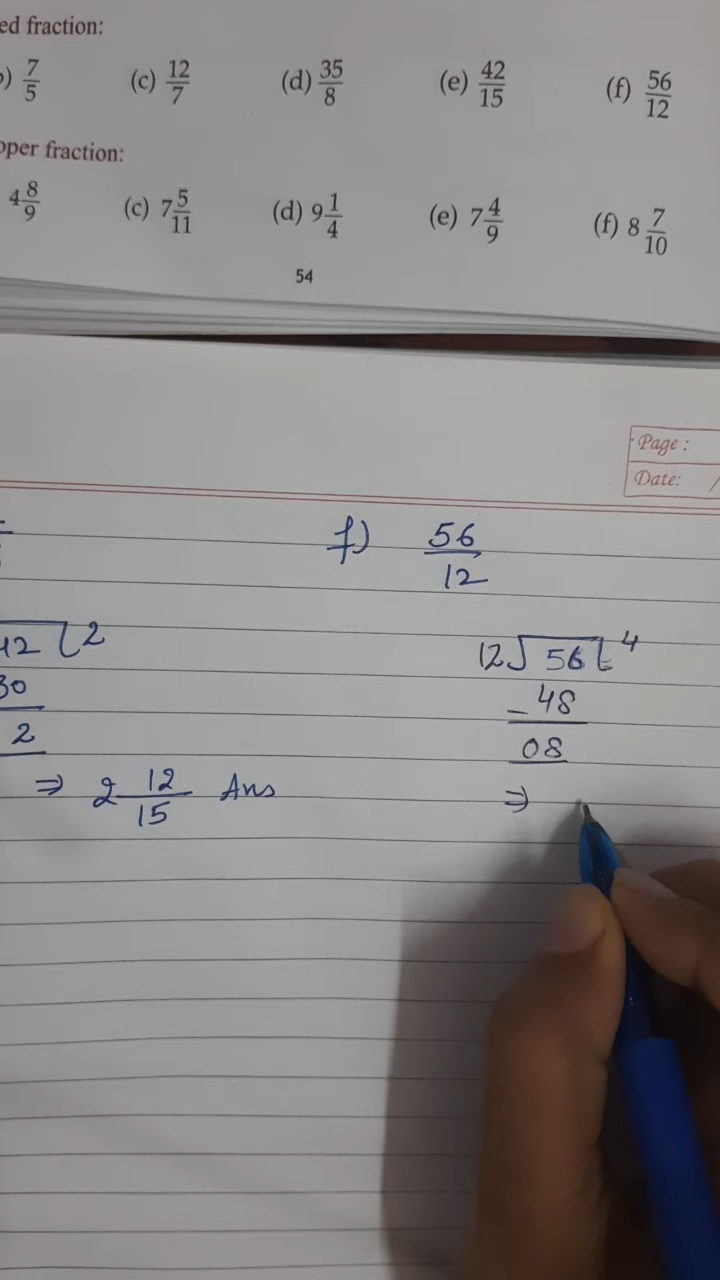 ed fraction:
) 7/5 (c) 12/7 (d) 35/8 (e) 42/15 (f) 56/12
oper fraction:
4 8/9 (c) 7 5/11 (d) 9 1/4 (e) 7 4/9 (f) 8 7/10
54
Page :
Date: /
f) 56/12
42 2
12 56 4
30
- 48
2
08
⇒ 2 12/15 Ans
⇒